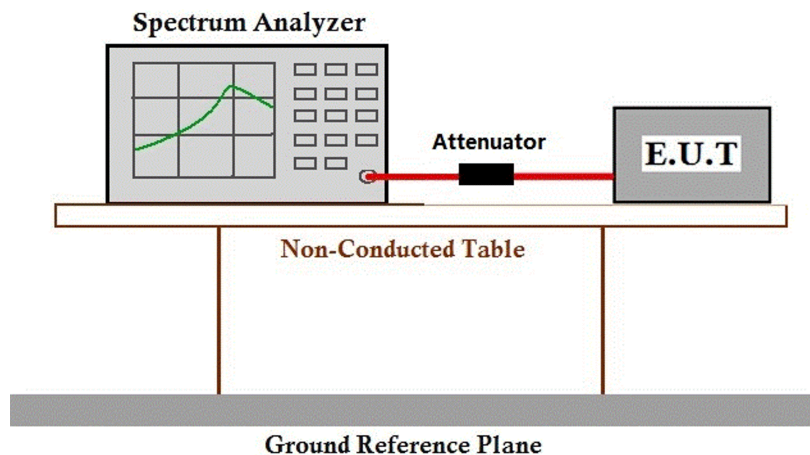 Spectrum Analyzer
Attenuator
E.U.T
Non-Conducted Table
Ground Reference Plane